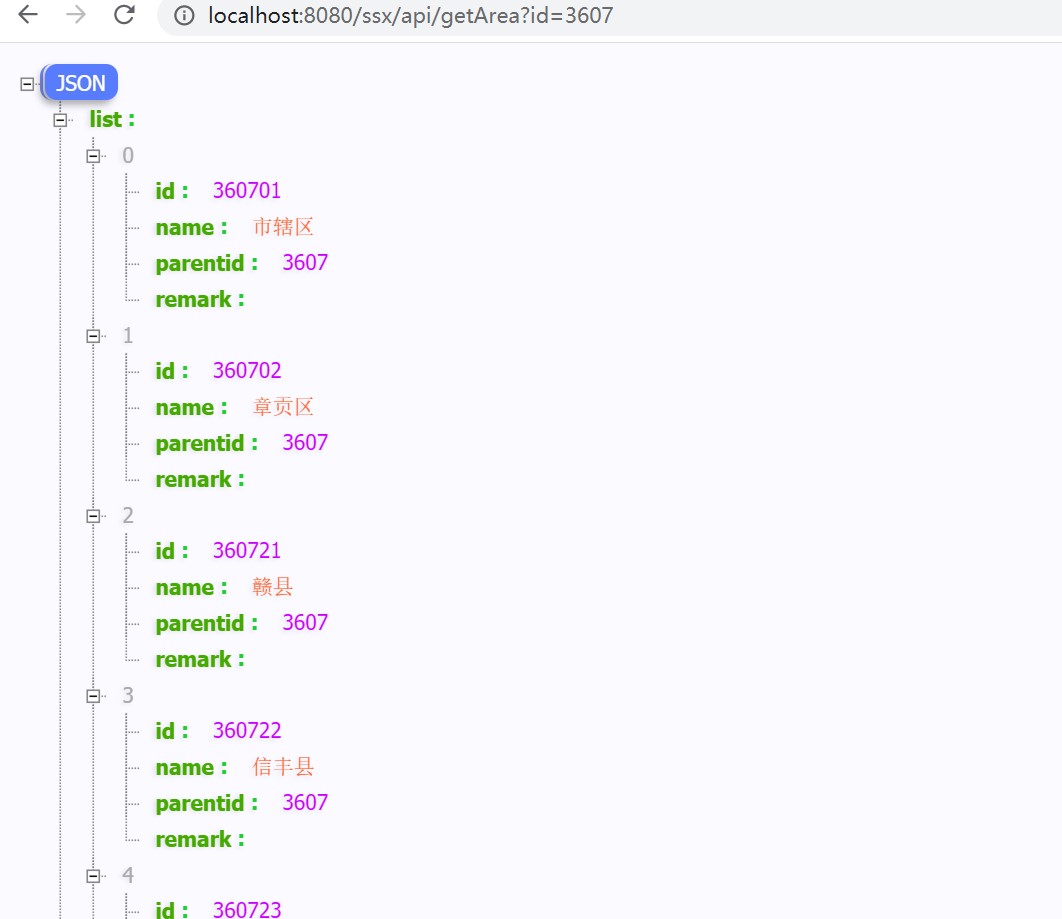 localhost:8080/ssx/api/getArea?id=3607
JSON
list :
0
id : 360701
name : 市辖区
parentid : 3607
remark :
1
id : 360702
name : 章贡区
parentid : 3607
remark :
2
id : 360721
name : 赣县
parentid : 3607
remark :
3
id : 360722
name : 信丰县
parentid : 3607
remark :
4
id : 360723